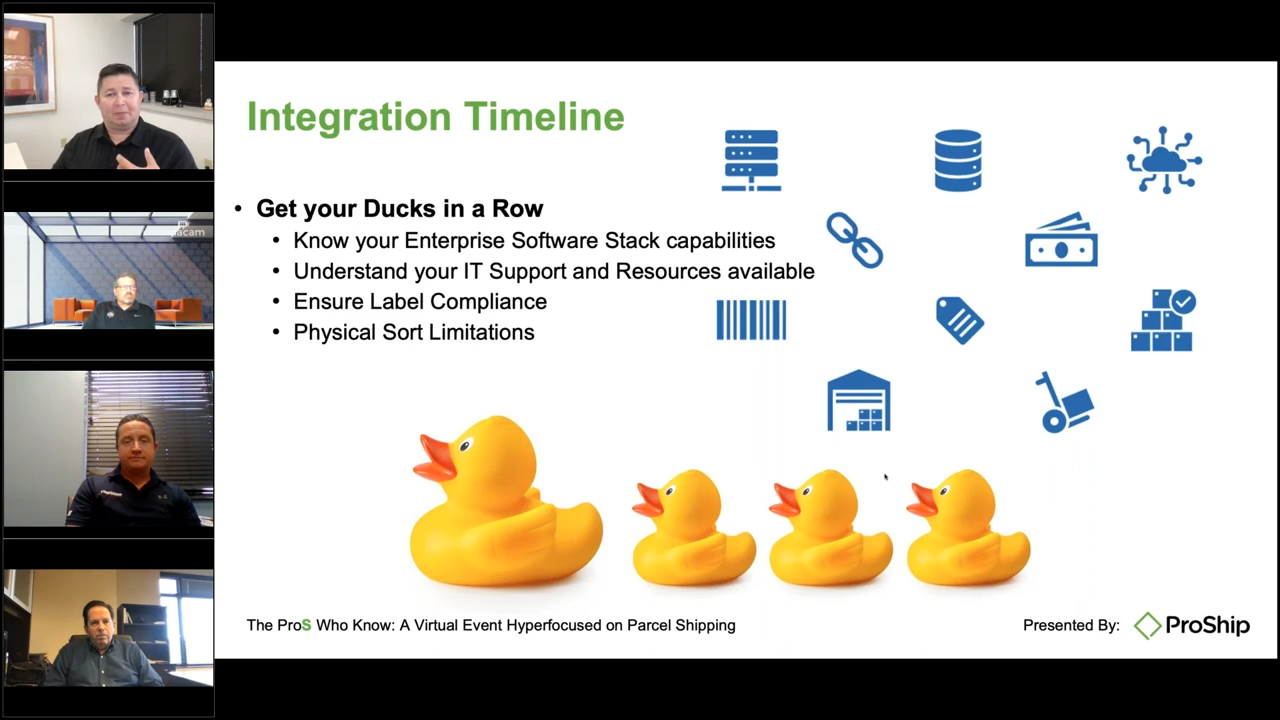 Integration Timeline
• Get your Ducks in a Row
• Know your Enterprise Software Stack capabilities
• Understand your IT Support and Resources available
• Ensure Label Compliance
• Physical Sort Limitations
The ProS Who Know: A Virtual Event Hyperfocused on Parcel Shipping
Presented By: ProShip